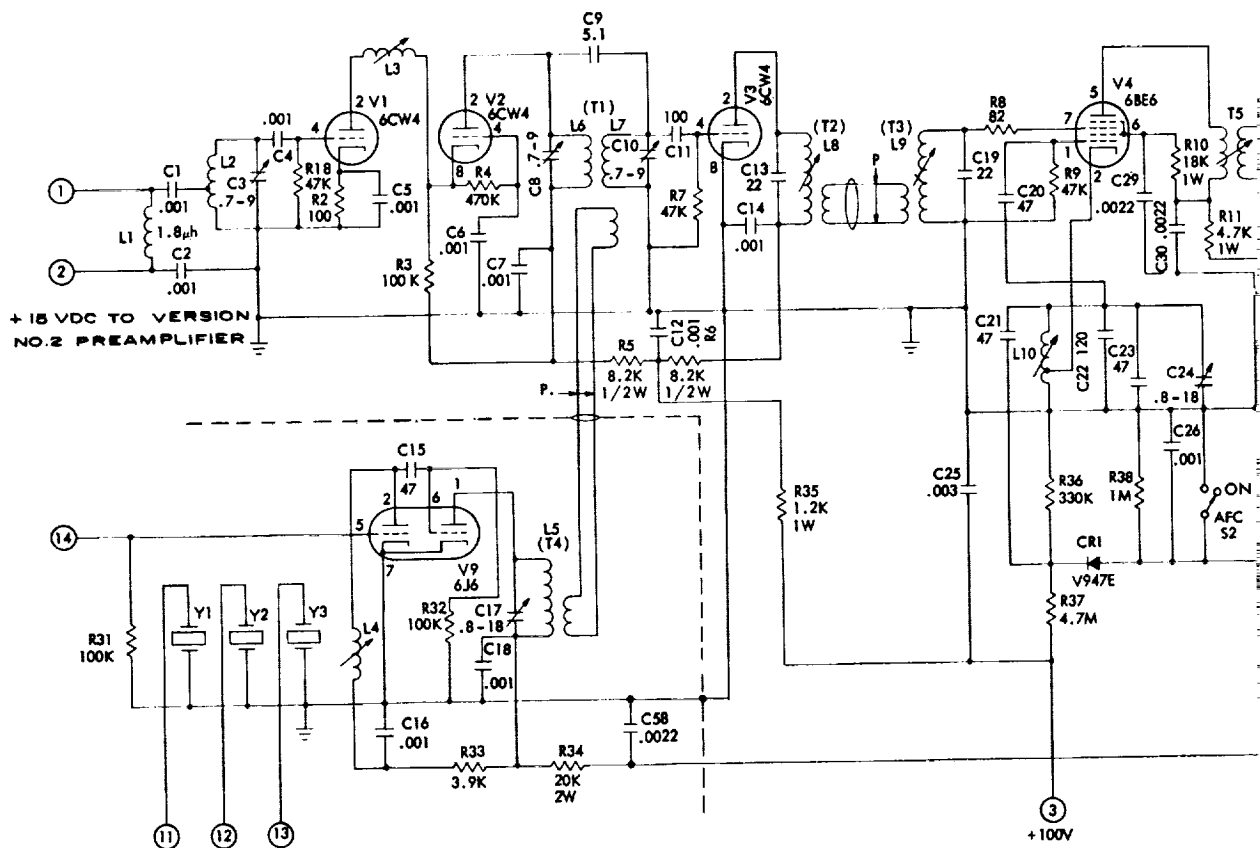 C9
5.1
L3
2
V1
6CW4
2
V2
6CW4
(T1)
L6
L7
2
V3
6CW4
(T2)
L8
(T3)
L9
P
R8
82
5
V4
6BE6
7
6
1
2
T5
.001
C4
4
L2
C1
.001
C3
.7-9
R18
47K
R2
100
C5
.001
4
8
R4
470K
C8
.7-9
C10
.7-9
100
C11
4
8
R7
47K
C13
22
C14
.001
C19
22
C20
47
R9
47K
C29
.0022
R10
18K
1W
R11
4.7K
1W
C30
.0022
1
2
L1
1.8μh
C2
.001
C6
.001
C7
.001
R3
100K
+ 15 VDC TO VERSION
NO.2 PREAMPLIFIER
C12
.001
R6
R5
8.2K
1/2W
8.2K
1/2W
P.
C21
47
L10
C22 120
C23
47
C24
.8-18
C26
.001
C15
47
2
6
1
5
7
V9
6J6
L5
(T4)
14
R35
1.2K
1W
C25
.003
R36
330K
R38
1M
ON
AFC
S2
CR1
V947E
R37
4.7M
R31
100K
Y1
Y2
Y3
L4
R32
100K
C17
.8-18
C18
.001
C16
.001
R33
3.9K
R34
20K
2W
C58
.0022
11
12
13
3
+100V